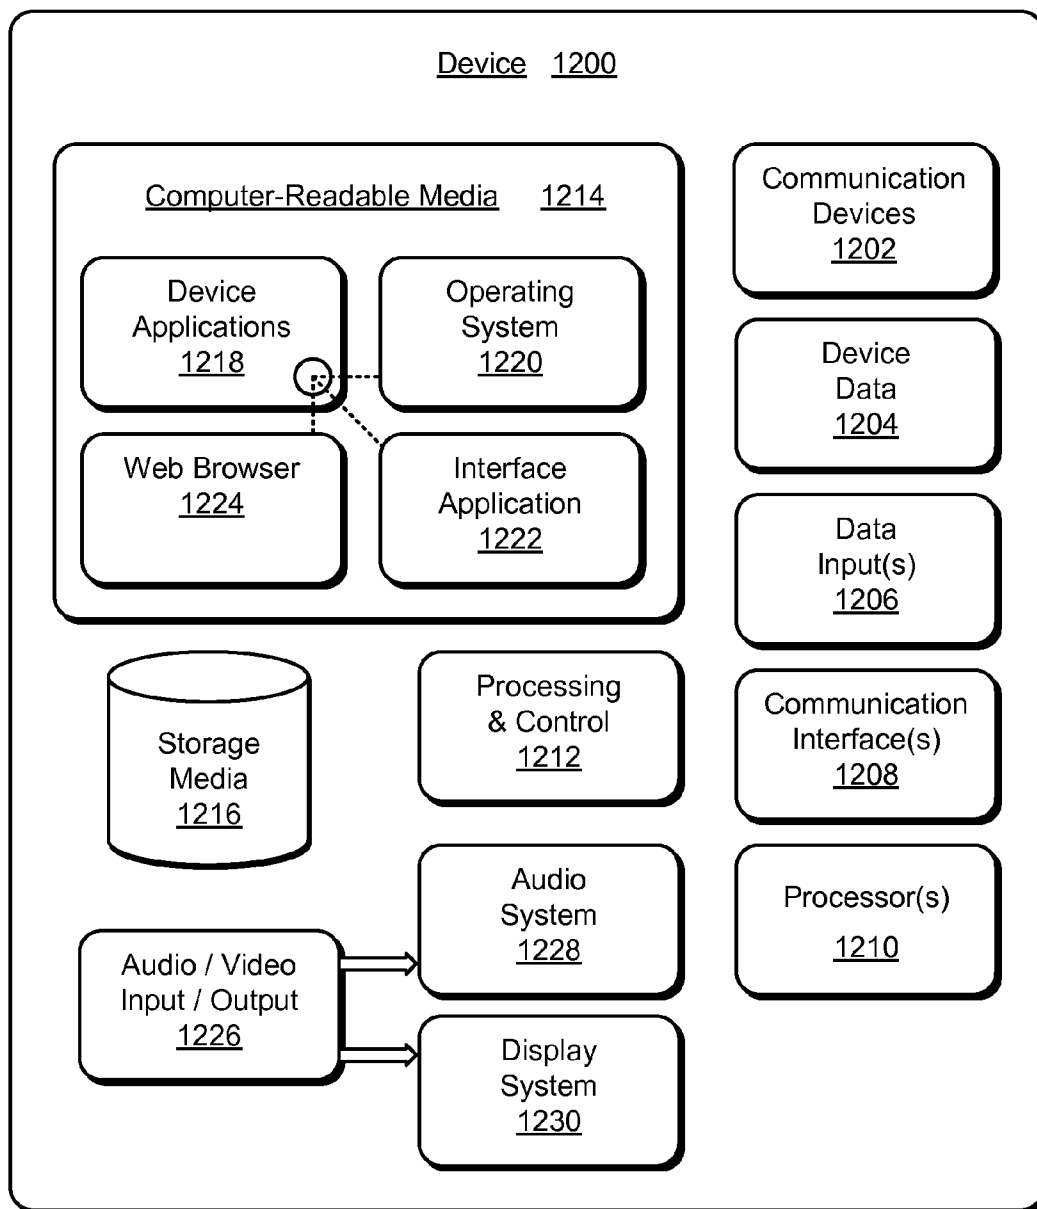 Device 1200
Computer-Readable Media 1214
Device
Applications
1218
Operating
System
1220
Web Browser
1224
Interface
Application
1222
Communication
Devices
1202
Device
Data
1204
Data
Input(s)
1206
Communication
Interface(s)
1208
Processor(s)
1210
Storage
Media
1216
Processing
& Control
1212
Audio / Video
Input / Output
1226
Audio
System
1228
Display
System
1230